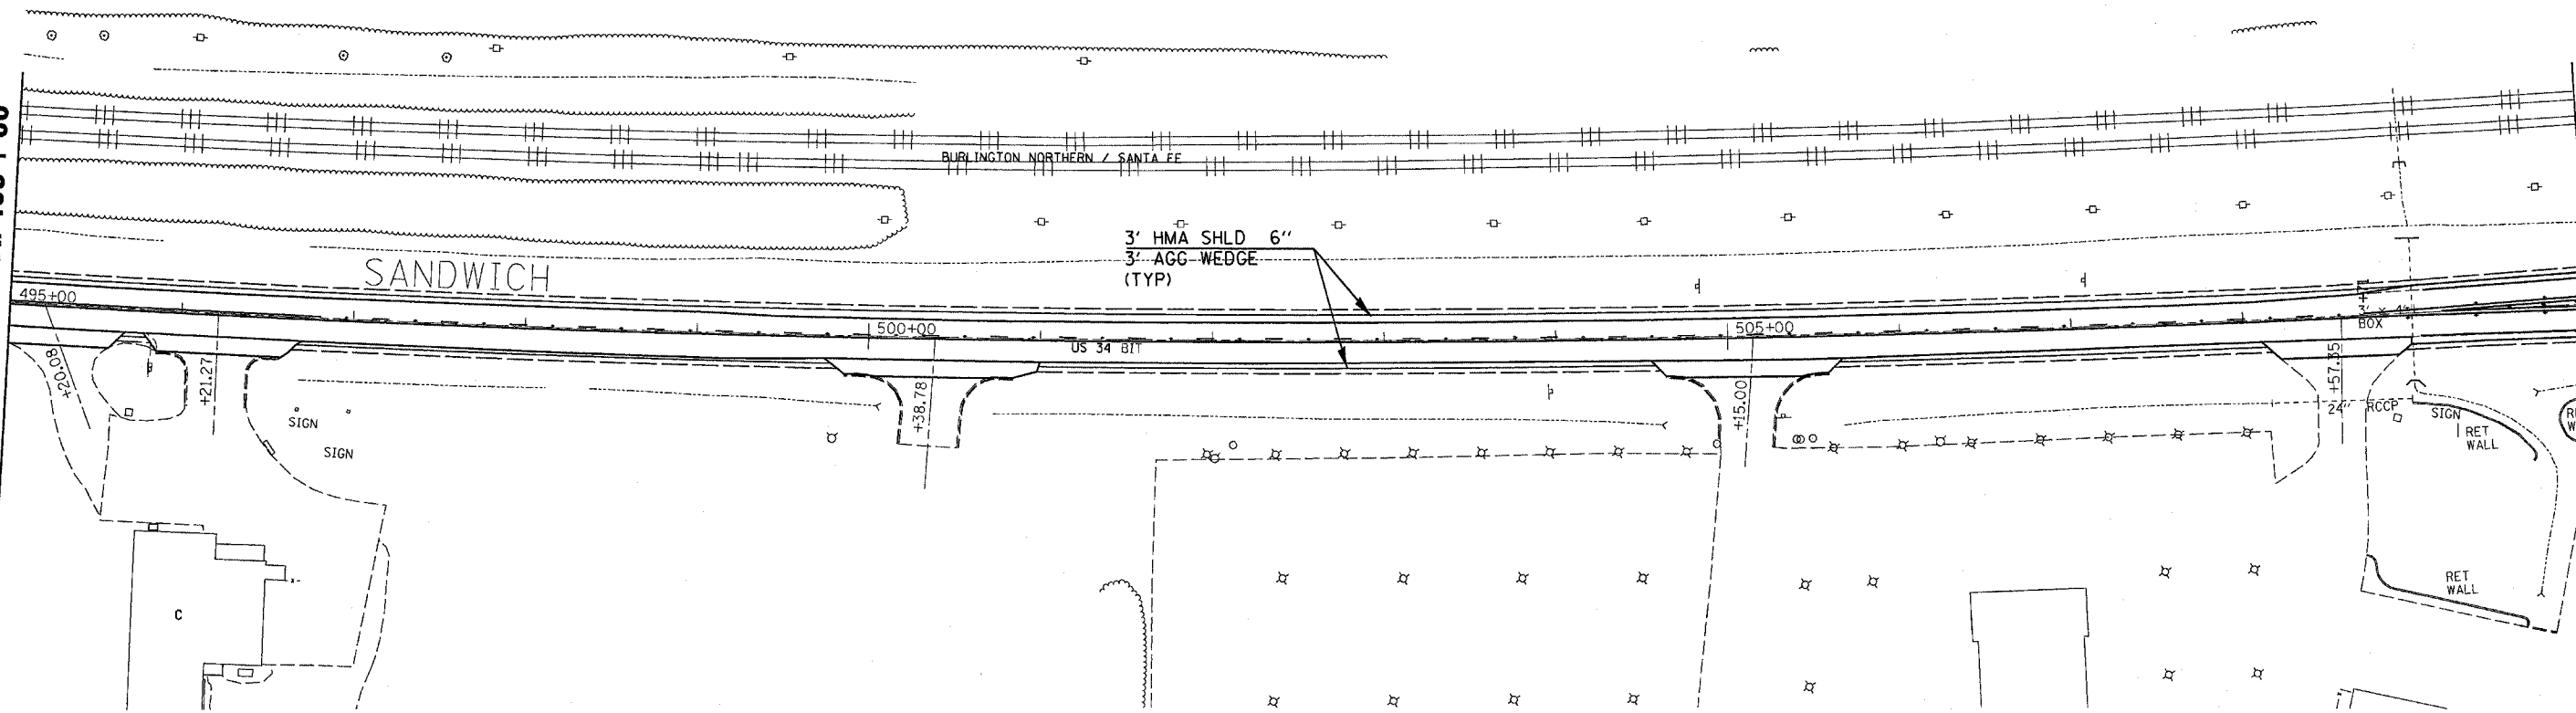 BURLINGTON NORTHERN / SANTA FE
3' HMA SHLD 6"
3' AGG WEDGE
(TYP)
SANDWICH
495+00
500+00
505+00
US 34 BIT
3' x 4'
BOX
+20.08
+21.27
+38.78
+15.00
+57.35
24" RCCP
SIGN
SIGN
SIGN
RET
WALL
RET
WALL
C